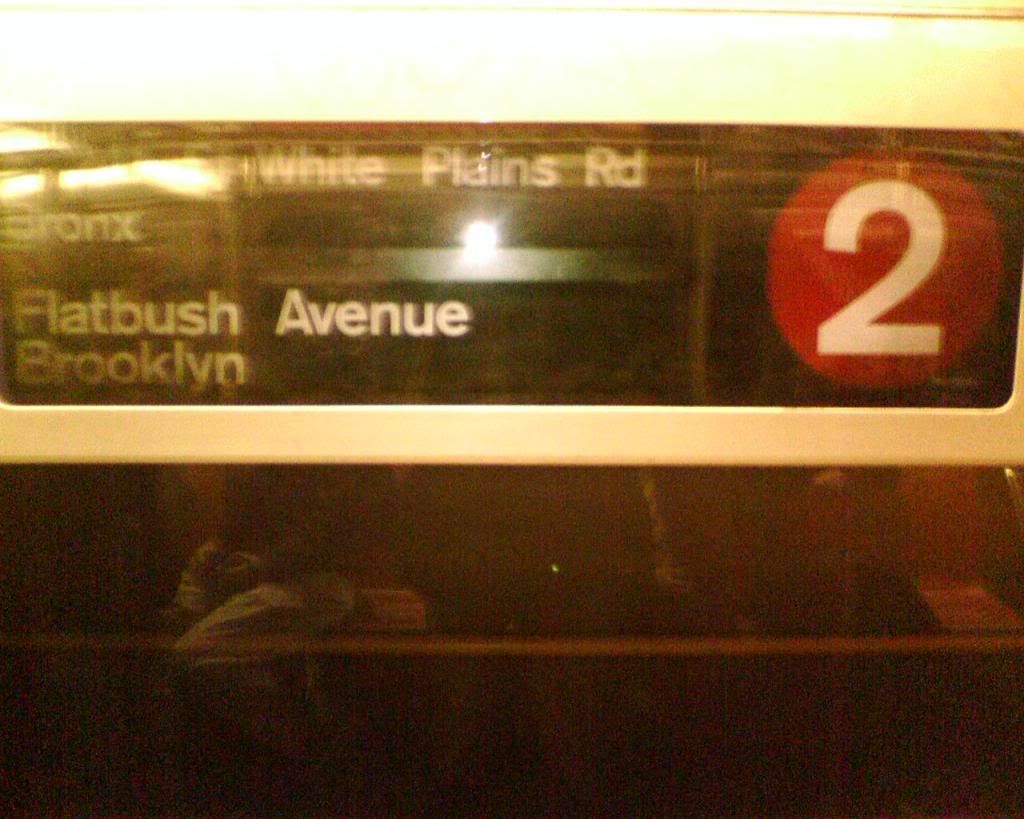 White Plains Rd
Bronx
Flatbush Avenue
Brooklyn
2